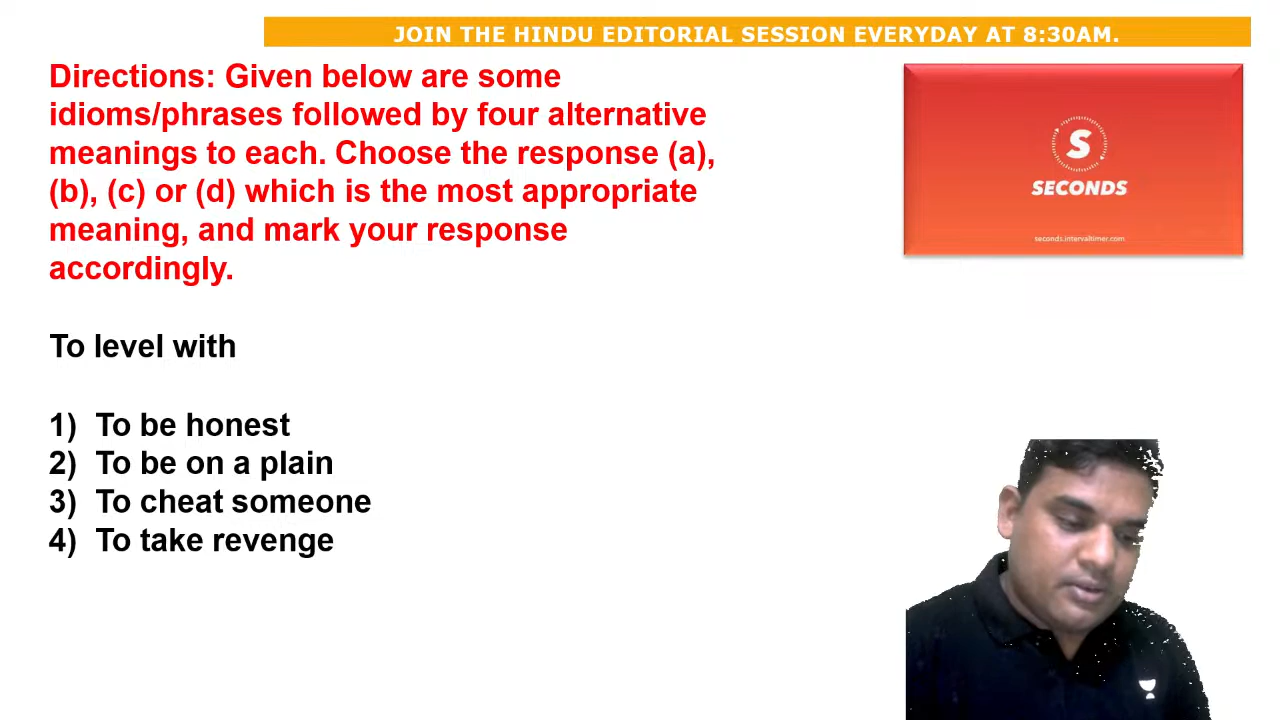 JOIN THE HINDU EDITORIAL SESSION EVERYDAY AT 8:30AM.
Directions: Given below are some
idioms/phrases followed by four alternative
meanings to each. Choose the response (a),
(b), (c) or (d) which is the most appropriate
meaning, and mark your response
accordingly.
To level with
1) To be honest
2) To be on a plain
3) To cheat someone
4) To take revenge
S
SECONDS
seconds.intervaltimer.com